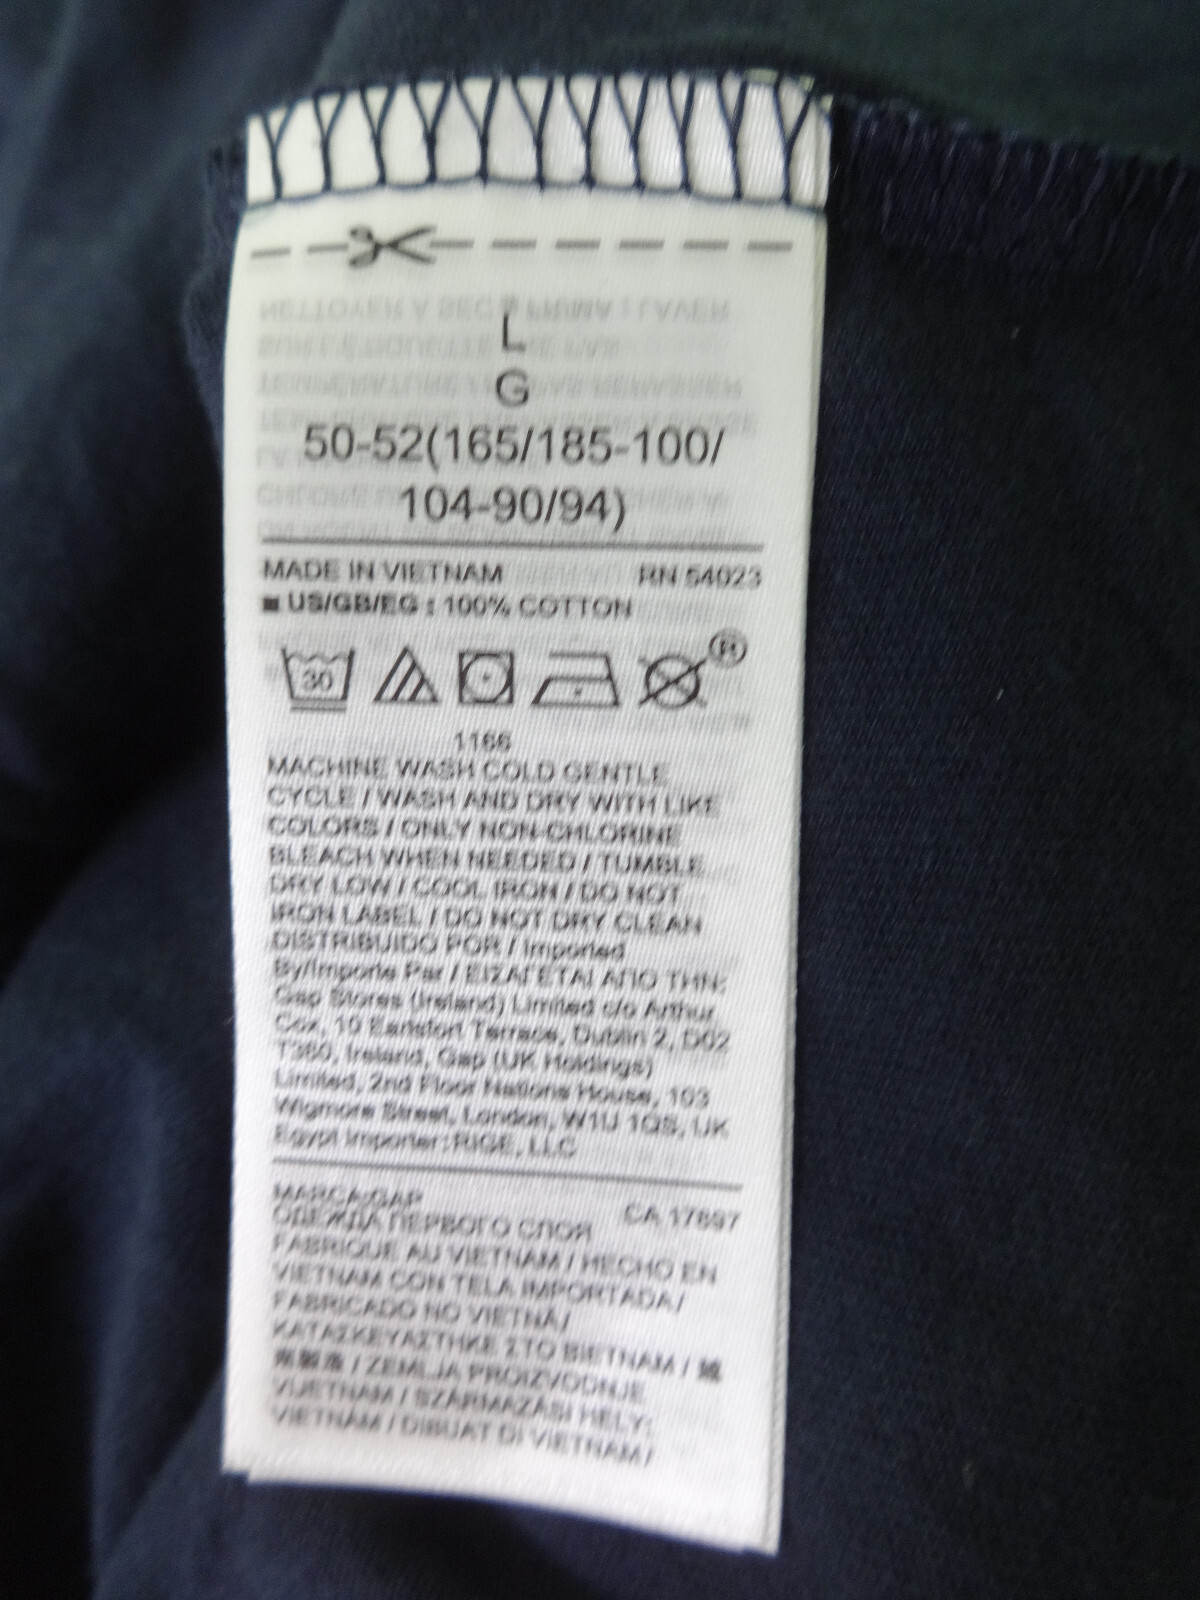 L
G
50-52(165/185-100/
104-90/94)
MADE IN VIETNAM RN 54023
■ US/GB/EG : 100% COTTON
30
®
1166
MACHINE WASH COLD GENTLE
CYCLE / WASH AND DRY WITH LIKE
COLORS / ONLY NON-CHLORINE
BLEACH WHEN NEEDED / TUMBLE
DRY LOW / COOL IRON / DO NOT
IRON LABEL / DO NOT DRY CLEAN
DISTRIBUIDO POR / Imported
By/Importe Par / ΕΙΣΑΓΕΤΑΙ ΑΠΟ ΤΗΝ:
Gap Stores (Ireland) Limited c/o Arthur
Cox, 10 Earlsfort Terrace, Dublin 2, D02
T380, Ireland, Gap (UK Holdings)
Limited, 2nd Floor Nations House, 103
Wigmore Street, London, W1U 1QS, UK
Egypt Importer: RIGE, LLC
MARCA:GAP CA 17897
ОДЕЖДА ПЕРВОГО СЛОЯ
FABRIQUE AU VIETNAM / HECHO EN
VIETNAM CON TELA IMPORTADA/
FABRICADO NO VIETNÃ/
ΚΑΤΑΣΚΕΥΑΣΤΗΚΕ ΣΤΟ ΒΙΕΤΝΑΜ / 越
南製造 / ZEMLJA PROIZVODNJE
VIJETNAM / SZÁRMAZÁSI HELY:
VIETNÁM / DIBUAT DI VIETNAM /